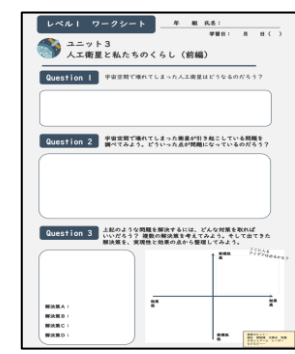 レベル1 ワークシート
年 組 氏名:
学習日: 月 日( )
ユニット3
人工衛星と私たちのくらし(前編)
Question 1
宇宙空間で壊れてしまった人工衛星はどうなるのだろう?
Question 2
宇宙空間で壊れてしまった衛星が引き起こしている問題を
調べてみよう。どういった点が問題になっているのだろう?
Question 3
上記のような問題を解決するには、どんな対策を取れば
いいだろう? 複数の解決策を考えてみよう。そして出てきた
解決策を、実現性と効果の点から整理してみよう。
解決策A:
解決策B:
解決策C:
解決策D: